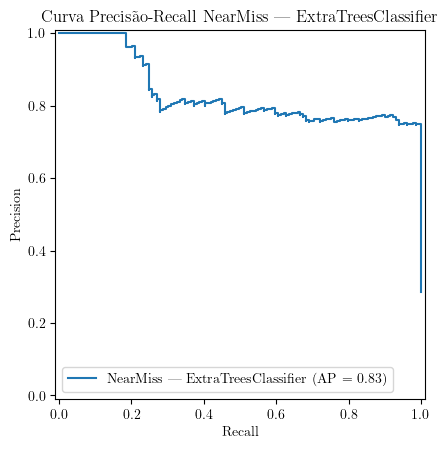 Curva Precisão-Recall NearMiss — ExtraTreesClassifier
1.0
0.8
0.6
0.4
0.2
0.0
Precision
NearMiss — ExtraTreesClassifier (AP = 0.83)
0.0 0.2 0.4 0.6 0.8 1.0
Recall